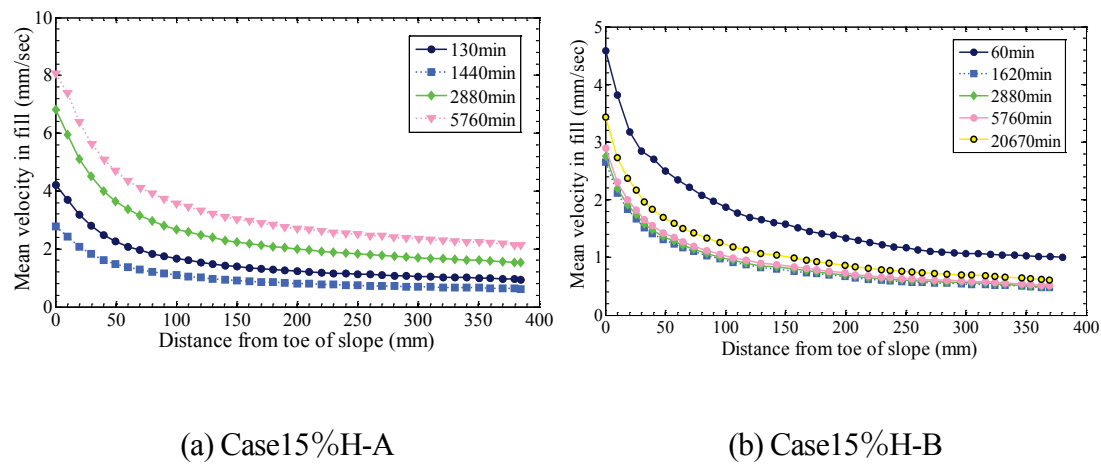 10
8
6
4
2
0
Mean velocity in fill (mm/sec)
130min
1440min
2880min
5760min
0 50 100 150 200 250 300 350 400
Distance from toe of slope (mm)
(a) Case15%H-A
5
4
3
2
1
0
Mean velocity in fill (mm/sec)
60min
1620min
2880min
5760min
20670min
0 50 100 150 200 250 300 350 400
Distance from toe of slope (mm)
(b) Case15%H-B